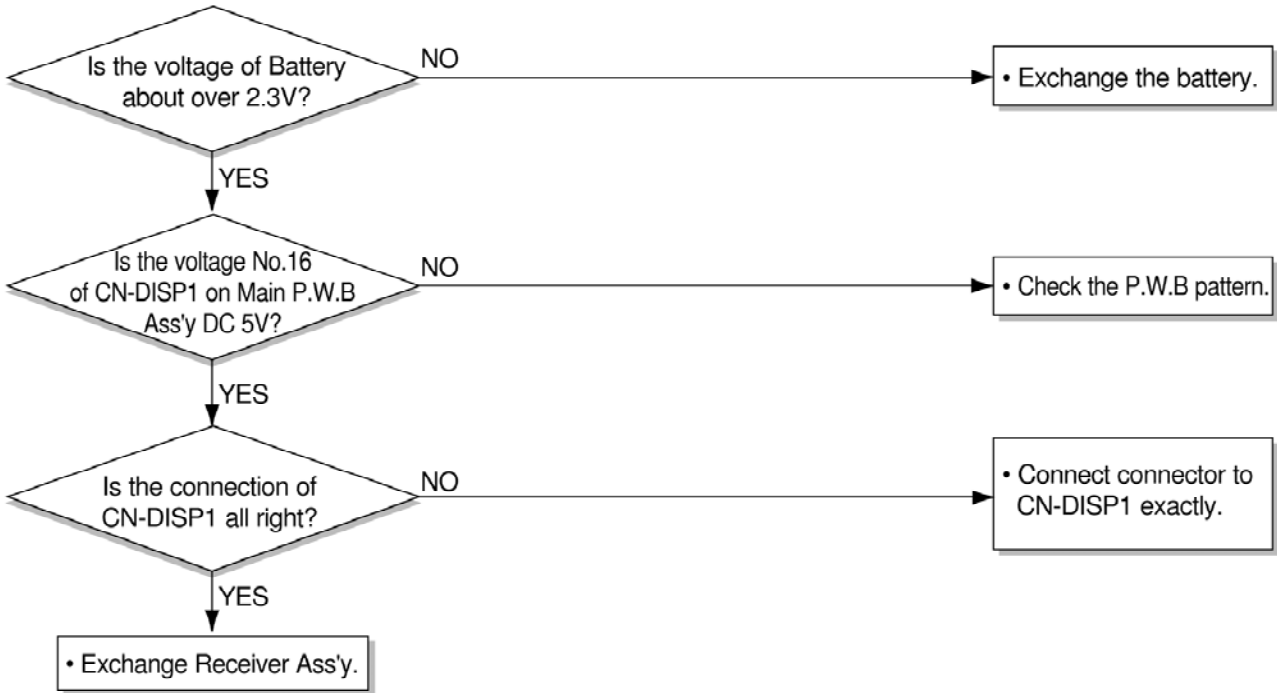 Is the voltage of Battery
about over 2.3V?
NO
• Exchange the battery.
YES
Is the voltage No.16
of CN-DISP1 on Main P.W.B
Ass'y DC 5V?
NO
• Check the P.W.B pattern.
YES
Is the connection of
CN-DISP1 all right?
NO
• Connect connector to
CN-DISP1 exactly.
YES
• Exchange Receiver Ass'y.